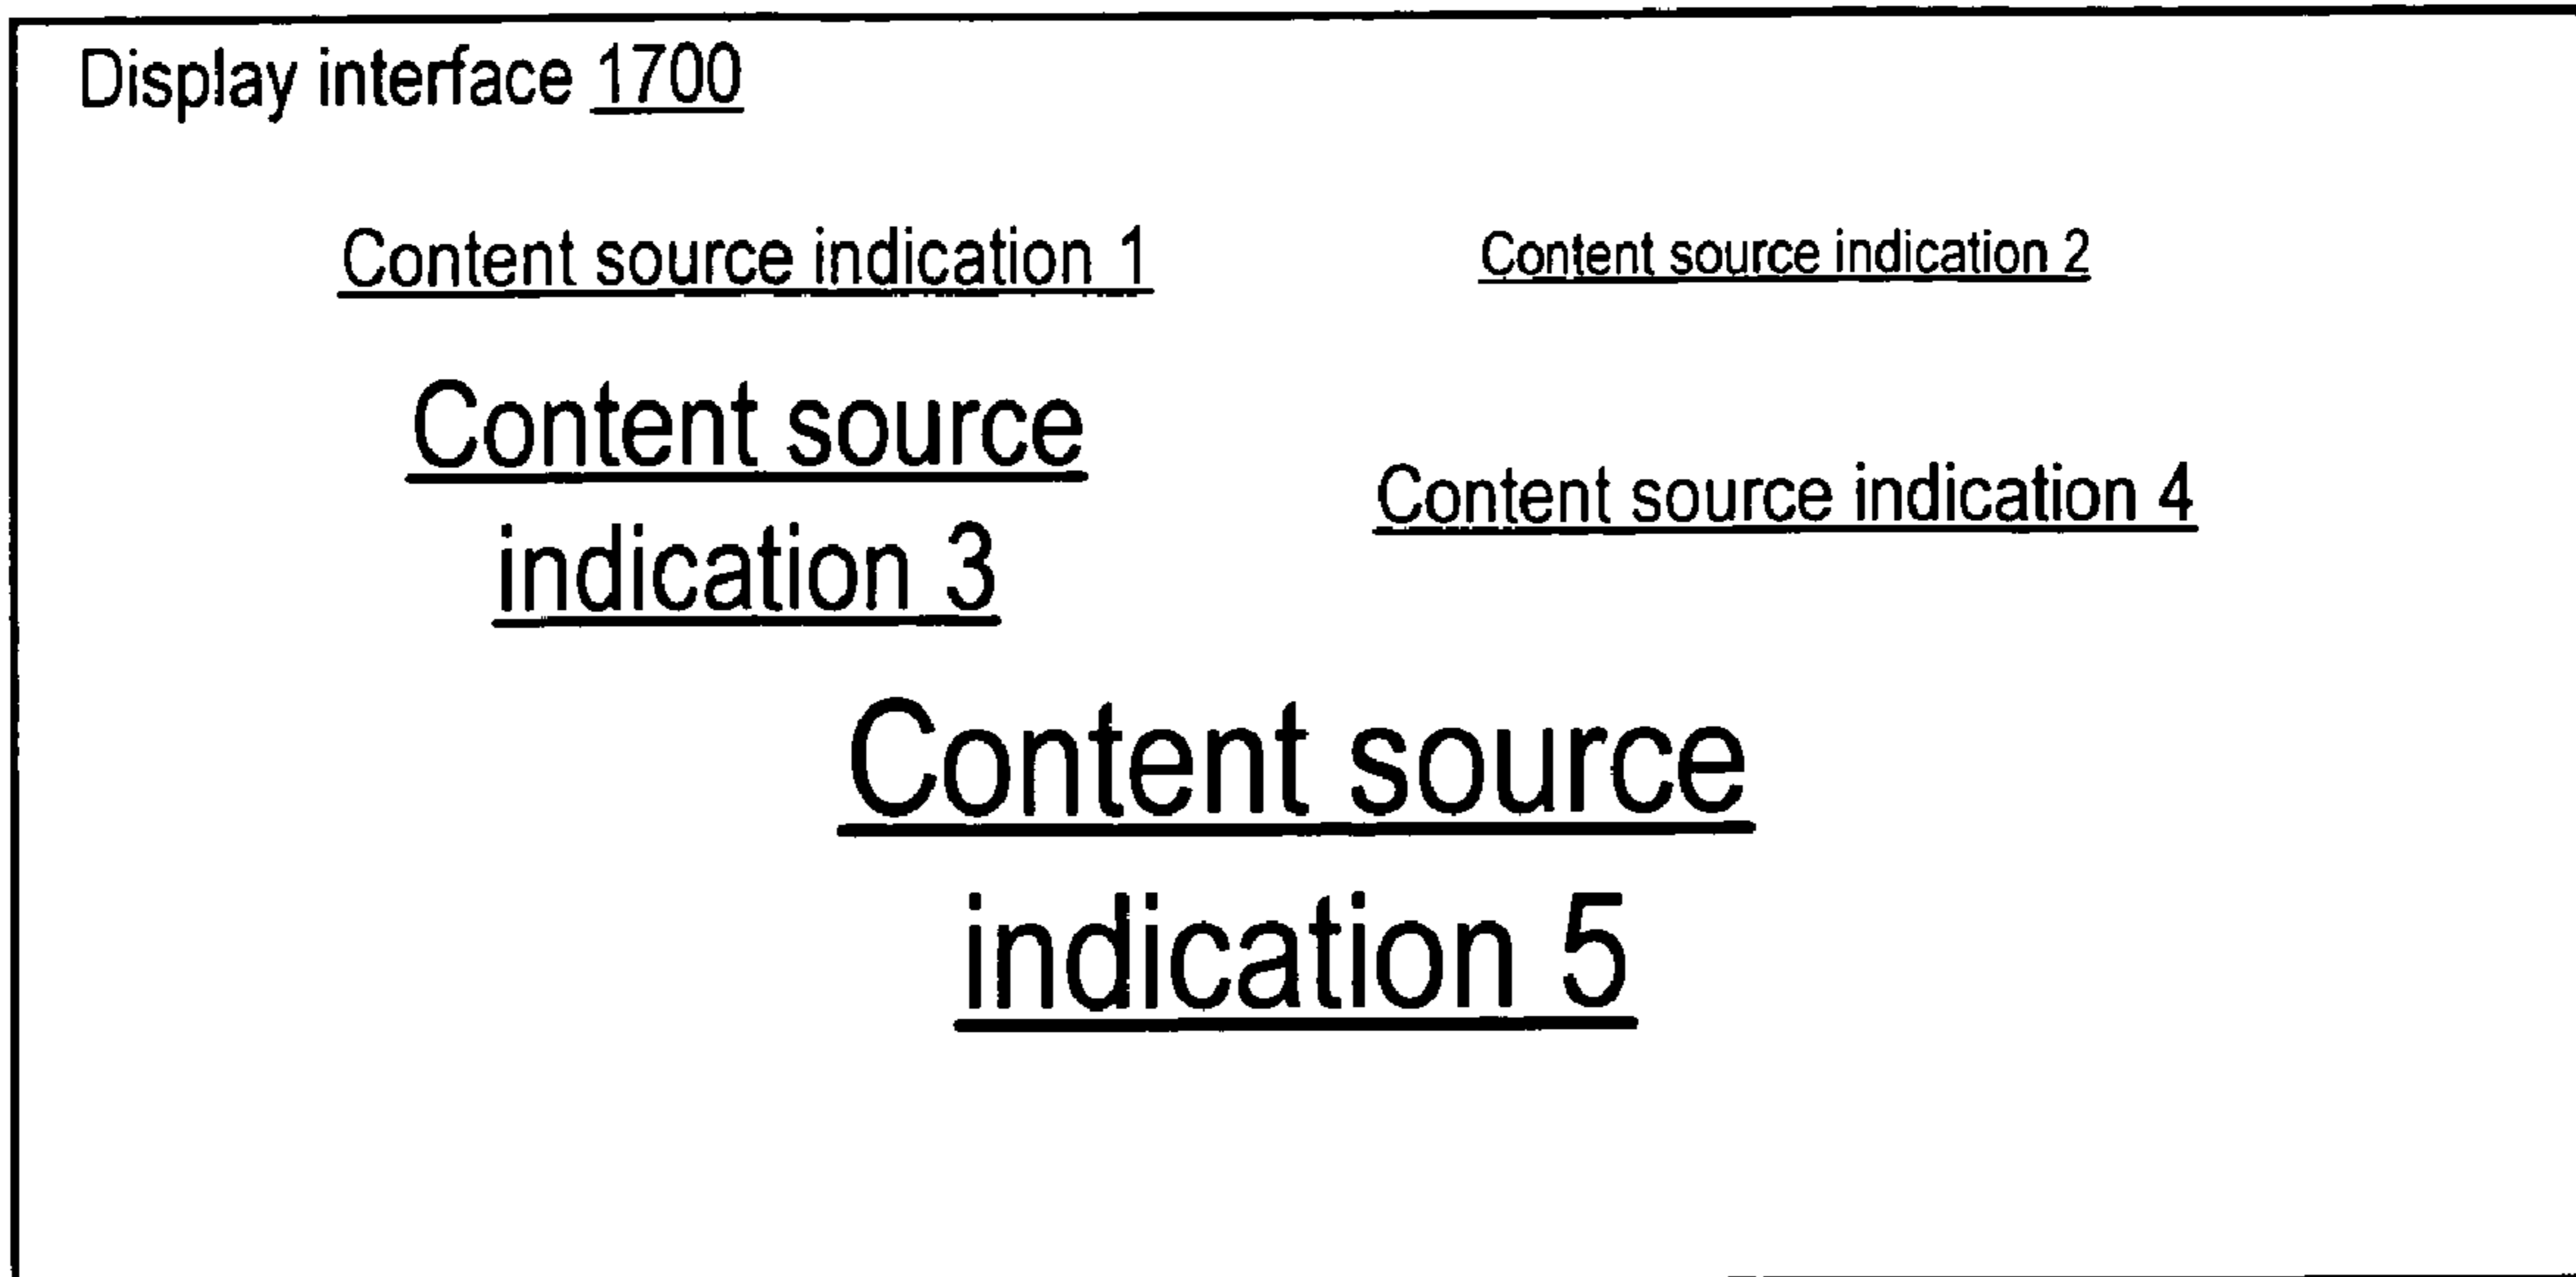 Display interface 1700
Content source indication 1
Content source indication 2
Content source
indication 3
Content source indication 4
Content source
indication 5